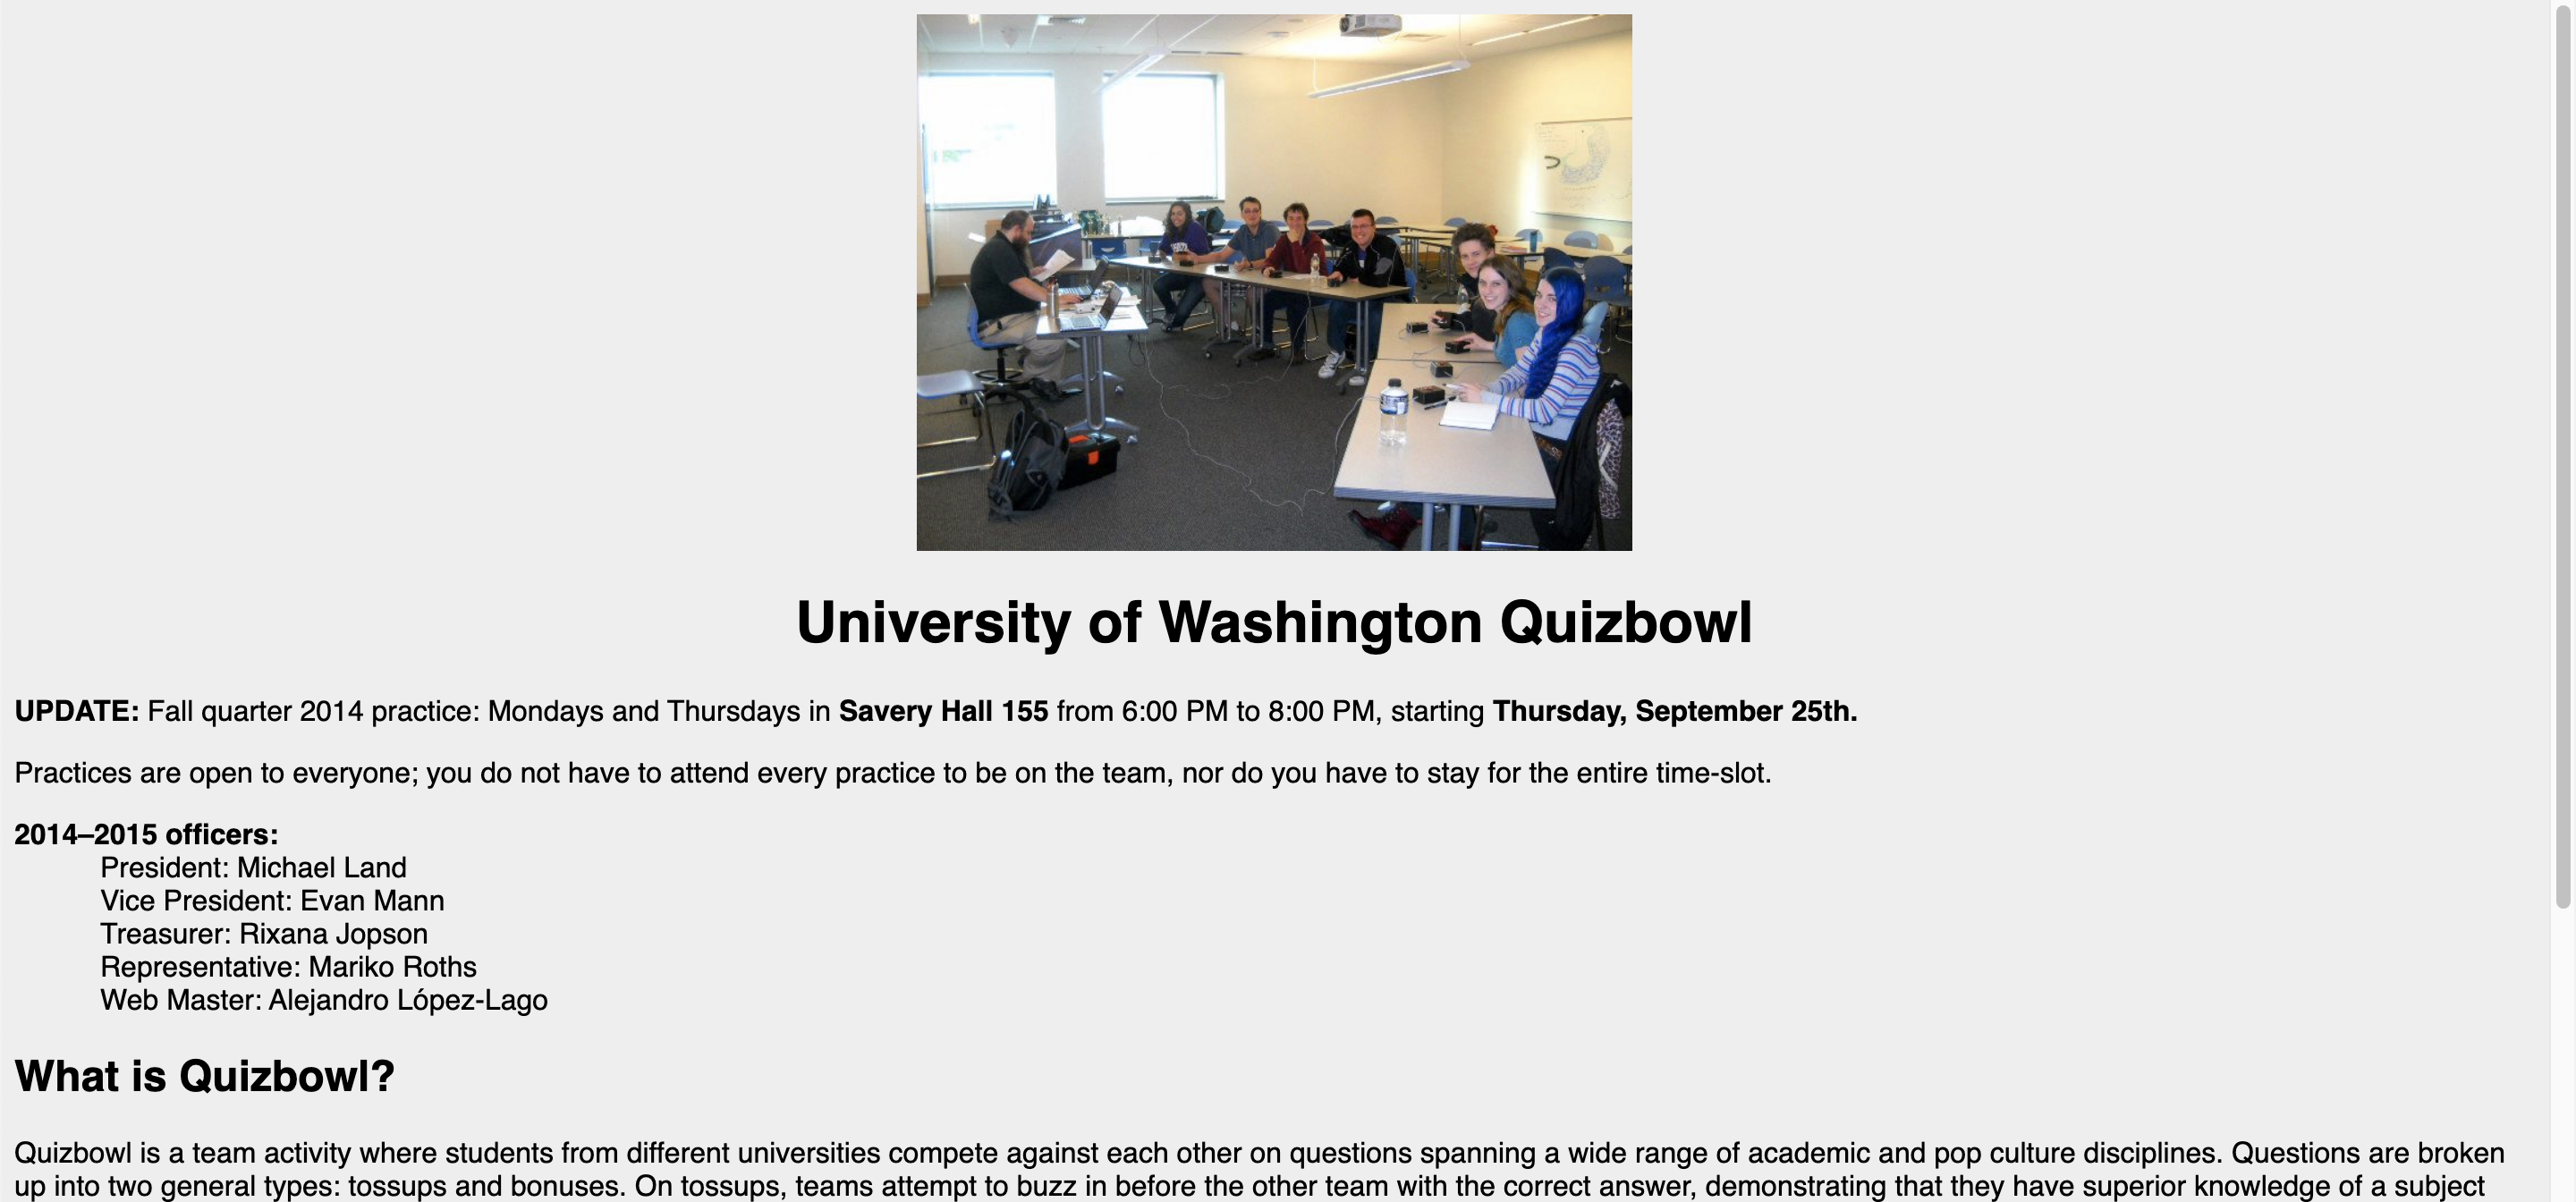 University of Washington Quizbowl
UPDATE: Fall quarter 2014 practice: Mondays and Thursdays in Savery Hall 155 from 6:00 PM to 8:00 PM, starting Thursday, September 25th.
Practices are open to everyone; you do not have to attend every practice to be on the team, nor do you have to stay for the entire time-slot.
2014–2015 officers:
President: Michael Land
Vice President: Evan Mann
Treasurer: Rixana Jopson
Representative: Mariko Roths
Web Master: Alejandro López-Lago
What is Quizbowl?
Quizbowl is a team activity where students from different universities compete against each other on questions spanning a wide range of academic and pop culture disciplines. Questions are broken
up into two general types: tossups and bonuses. On tossups, teams attempt to buzz in before the other team with the correct answer, demonstrating that they have superior knowledge of a subject